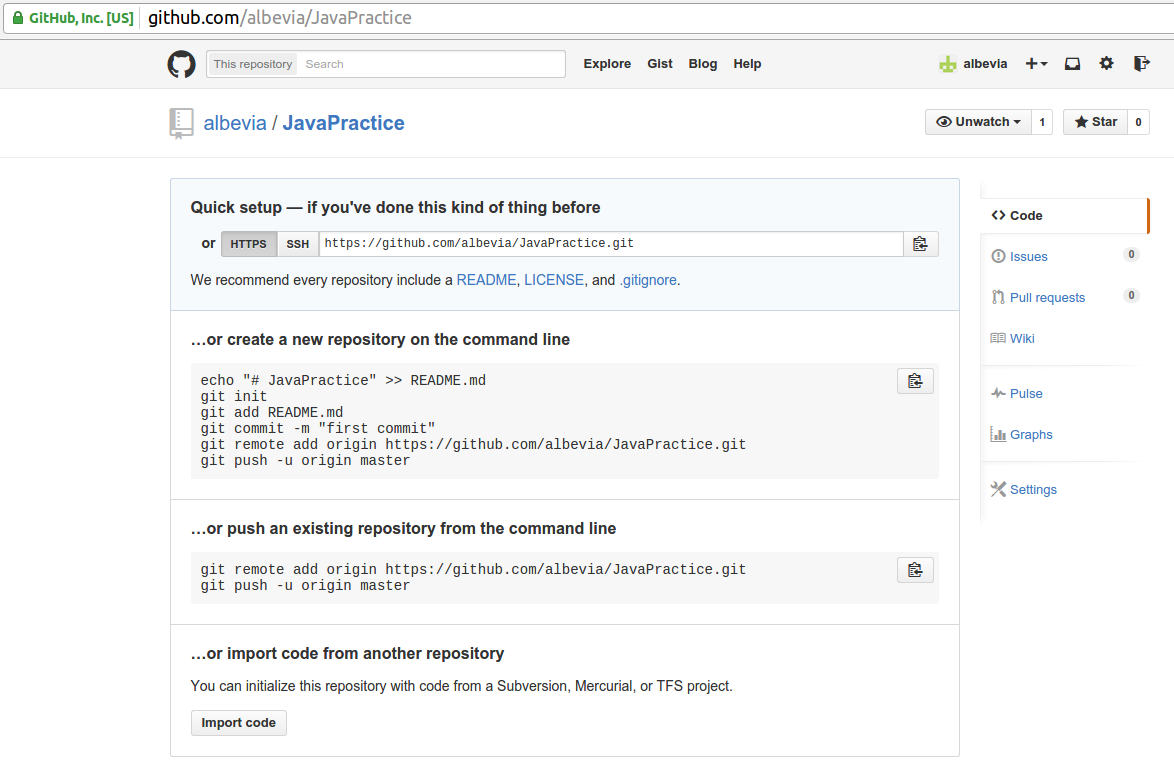 GitHub, Inc. [US] github.com/albevia/JavaPractice
This repository Search Explore Gist Blog Help albevia
albevia / JavaPractice Unwatch 1 Star 0
Quick setup — if you've done this kind of thing before
or HTTPS SSH https://github.com/albevia/JavaPractice.git
We recommend every repository include a README, LICENSE, and .gitignore.
…or create a new repository on the command line
echo "# JavaPractice" >> README.md
git init
git add README.md
git commit -m "first commit"
git remote add origin https://github.com/albevia/JavaPractice.git
git push -u origin master
…or push an existing repository from the command line
git remote add origin https://github.com/albevia/JavaPractice.git
git push -u origin master
…or import code from another repository
You can initialize this repository with code from a Subversion, Mercurial, or TFS project.
Import code
Code
Issues 0
Pull requests 0
Wiki
Pulse
Graphs
Settings